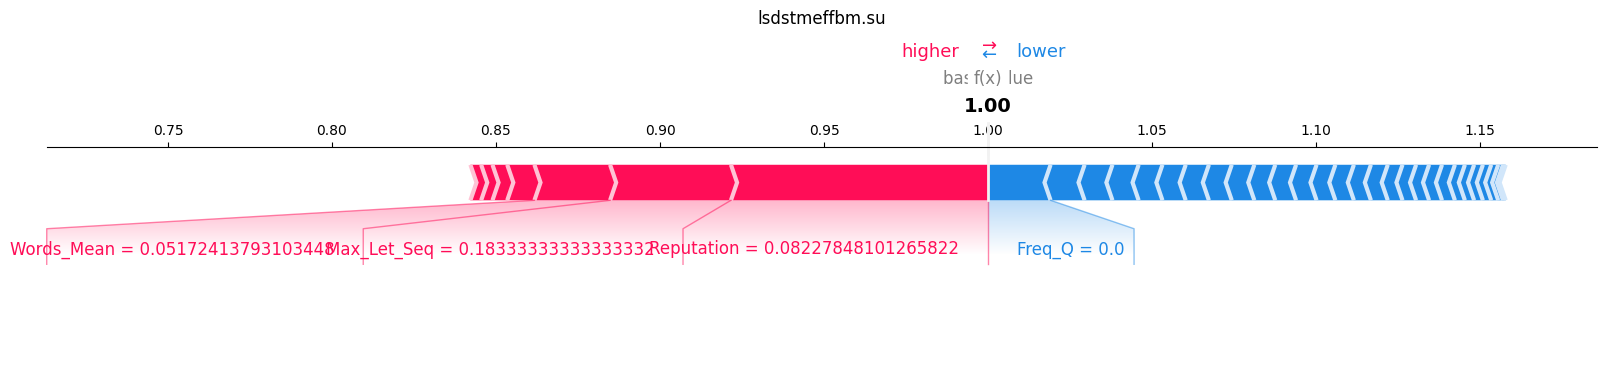 lsdstmeffbm.su
higher ⇄ lower
f(x)
1.00
0.75 0.80 0.85 0.90 0.95 1.00 1.05 1.10 1.15
Words_Mean = 0.05172413793103448 Max_Let_Seq = 0.18333333333333332 Reputation = 0.08227848101265822 Freq_Q = 0.0